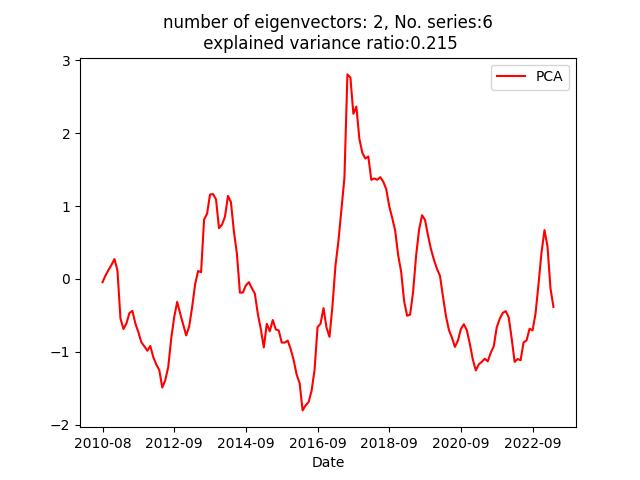 number of eigenvectors: 2, No. series:6
explained variance ratio:0.215
PCA
3
2
1
0
−1
−2
2010-08 2012-09 2014-09 2016-09 2018-09 2020-09 2022-09
Date